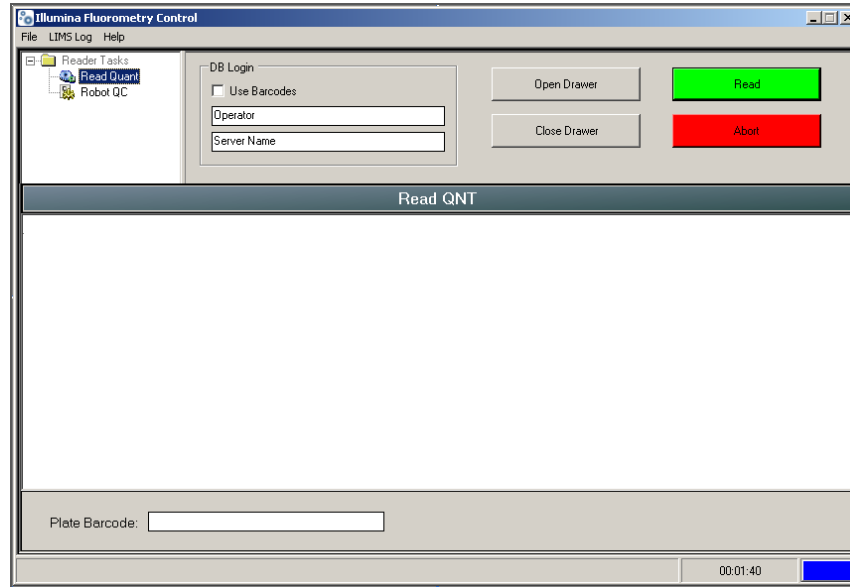 Illumina Fluorometry Control
File LIMS Log Help
Reader Tasks
Read Quant
Robot QC
DB Login
Use Barcodes
Operator
Server Name
Open Drawer
Read
Close Drawer
Abort
Read QNT
Plate Barcode:
00:01:40